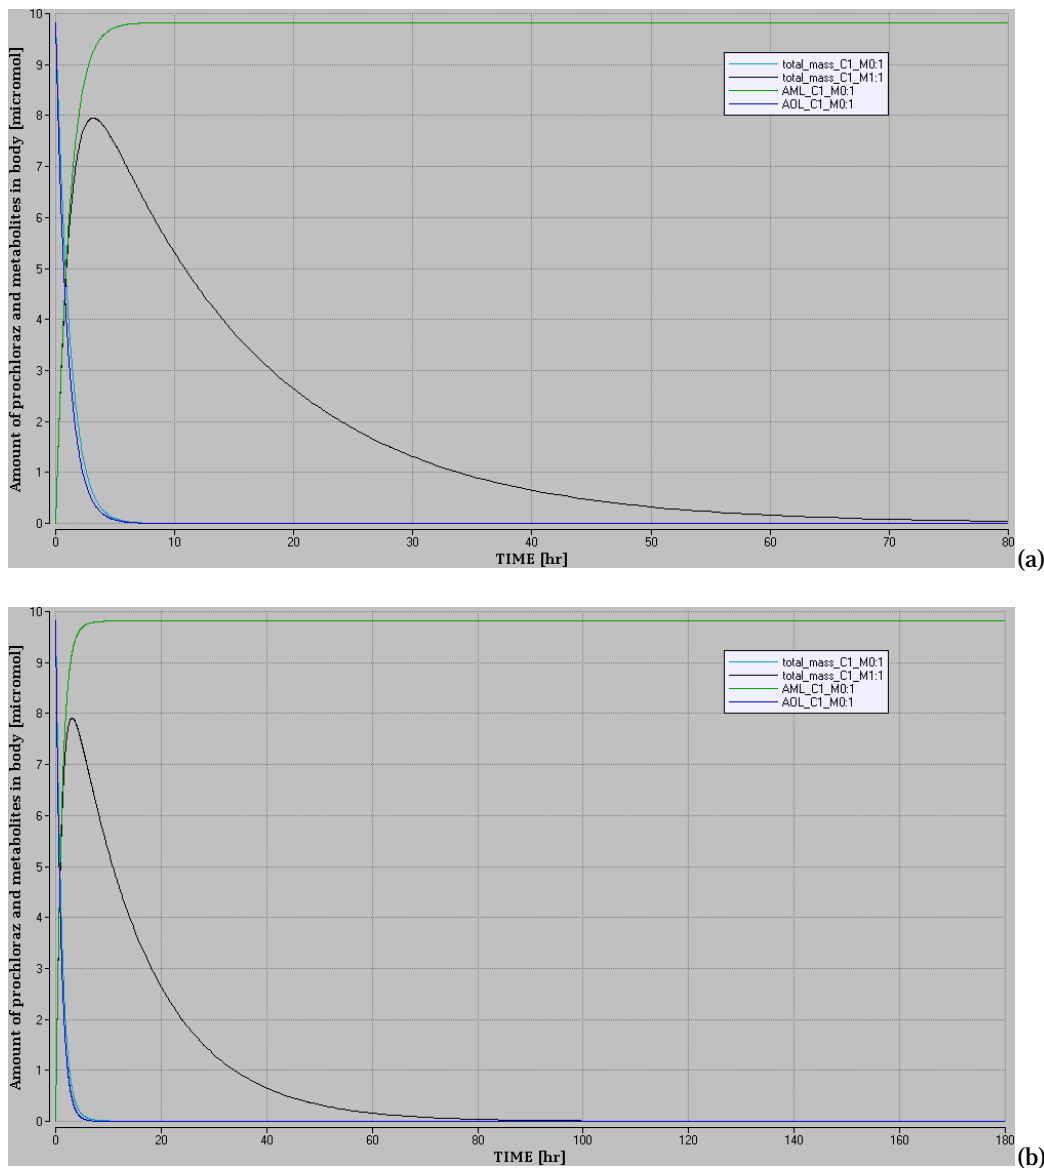 Amount of prochloraz and metabolites in body [micromol]
10
9
8
7
6
5
4
3
2
1
0
total_mass_C1_M0:1
total_mass_C1_M1:1
AML_C1_M0:1
AOL_C1_M0:1
0 10 20 30 40 50 60 70 80
TIME [hr]
(a)
Amount of prochloraz and metabolites in body [micromol]
10
9
8
7
6
5
4
3
2
1
0
total_mass_C1_M0:1
total_mass_C1_M1:1
AML_C1_M0:1
AOL_C1_M0:1
0 20 40 60 80 100 120 140 160 180
TIME [hr]
(b)